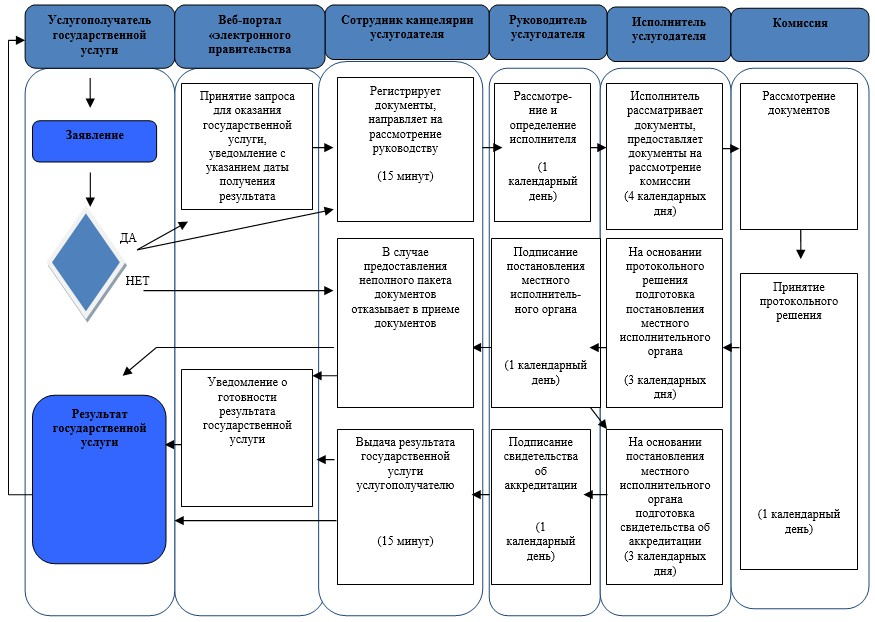 Услугополучатель
государственной
услуги
Веб-портал
«электронного
правительства
Сотрудник канцелярии
услугодателя
Руководитель
услугодателя
Исполнитель
услугодателя
Комиссия
Заявление
ДА
НЕТ
Результат
государственной
услуги
Принятие запроса
для оказания
государственной
услуги,
уведомление с
указанием даты
получения
результата
Уведомление о
готовности
результата
государственной
услуги
Регистрирует
документы,
направляет на
рассмотрение
руководству
(15 минут)
В случае
предоставления
неполного пакета
документов
отказывает в приеме
документов
Выдача результата
государственной
услуги
услугополучателю
(15 минут)
Рассмотре-
ние и
определение
исполнителя
(1
календарный
день)
Подписание
постановления
местного
исполнитель-
ного органа
(1 календарный
день)
Подписание
свидетельства
об
аккредитации
(1
календарный
день)
Исполнитель
рассматривает
документы,
предоставляет
документы на
рассмотрение
комиссии
(4 календарных
дня)
На основании
протокольного
решения
подготовка
постановления
местного
исполнительного
органа
(3 календарных
дня)
На основании
постановления
местного
исполнительного
органа
подготовка
свидетельства об
аккредитации
(3 календарных
дня)
Рассмотрение
документов
Принятие
протокольного
решения
(1 календарный
день)